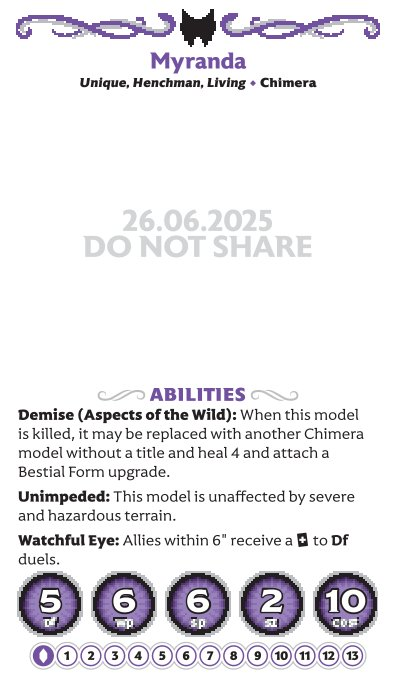 Myranda
Unique, Henchman, Living • Chimera
26.06.2025
DO NOT SHARE
ABILITIES
Demise (Aspects of the Wild): When this model
is killed, it may be replaced with another Chimera
model without a title and heal 4 and attach a
Bestial Form upgrade.
Unimpeded: This model is unaffected by severe
and hazardous terrain.
Watchful Eye: Allies within 6" receive a + to Df
duels.
5 6 6 2 10
Df Wp Sp Sz Cost
1 2 3 4 5 6 7 8 9 10 11 12 13